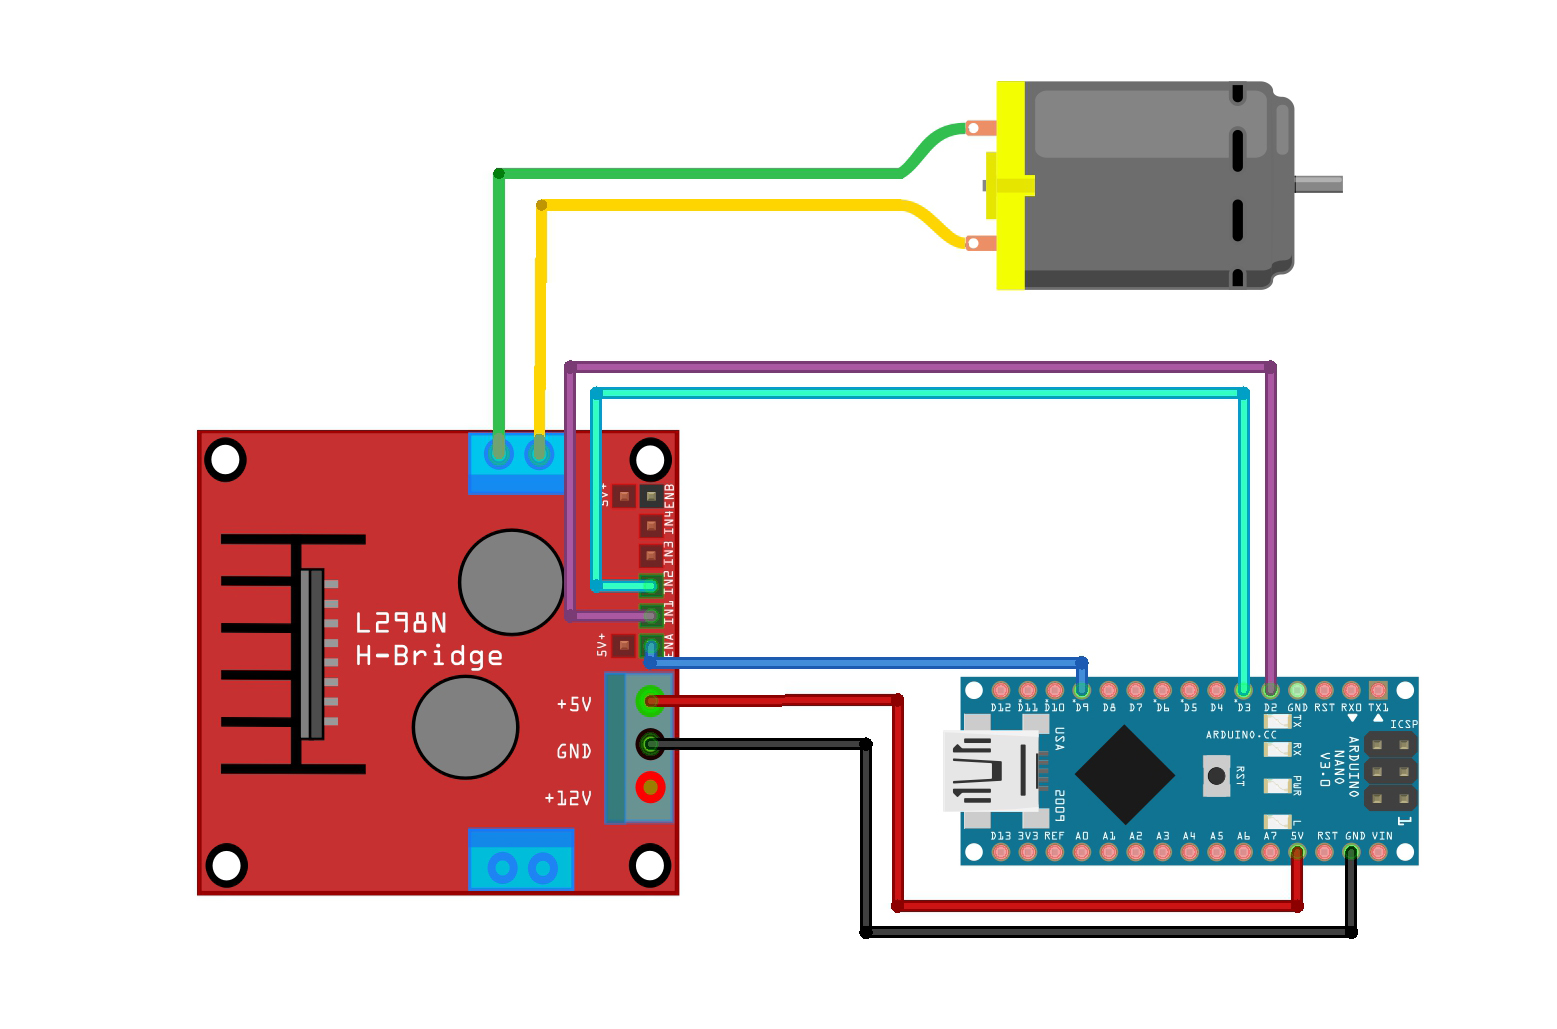 5V+
ENB
IN4
IN3
IN2
IN1
5V+
ENA
L298N
H-Bridge
+5V
GND
+12V
D12 D11 D10 D9 D8 D7 D6 D5 D4 D3 D2 GND RST RX0 TX1
TX
RX
PWR
L
ARDUINO.CC
RST
ICSP
ARDUINO
NANO
V3.0
USA
2009
1
D13 3V3 REF A0 A1 A2 A3 A4 A5 A6 A7 5V RST GND VIN